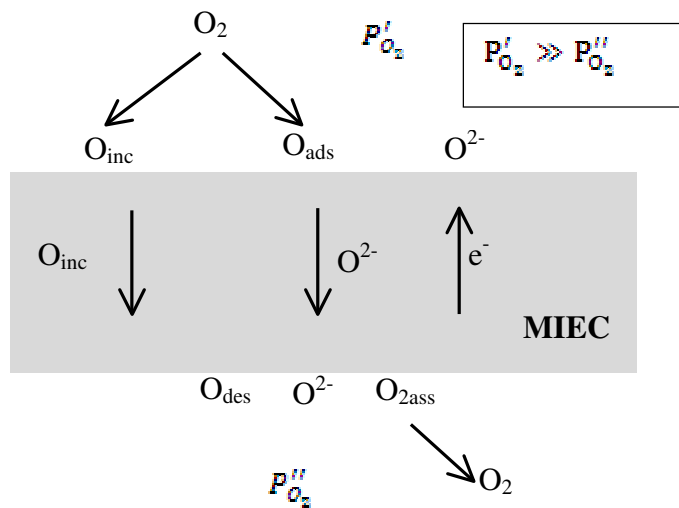 O₂ P′O₂ P′O₂ ≫ P″O₂
Oinc Oads O²⁻
Oinc O²⁻ e⁻
MIEC
Odes O²⁻ O2ass
P″O₂ O₂